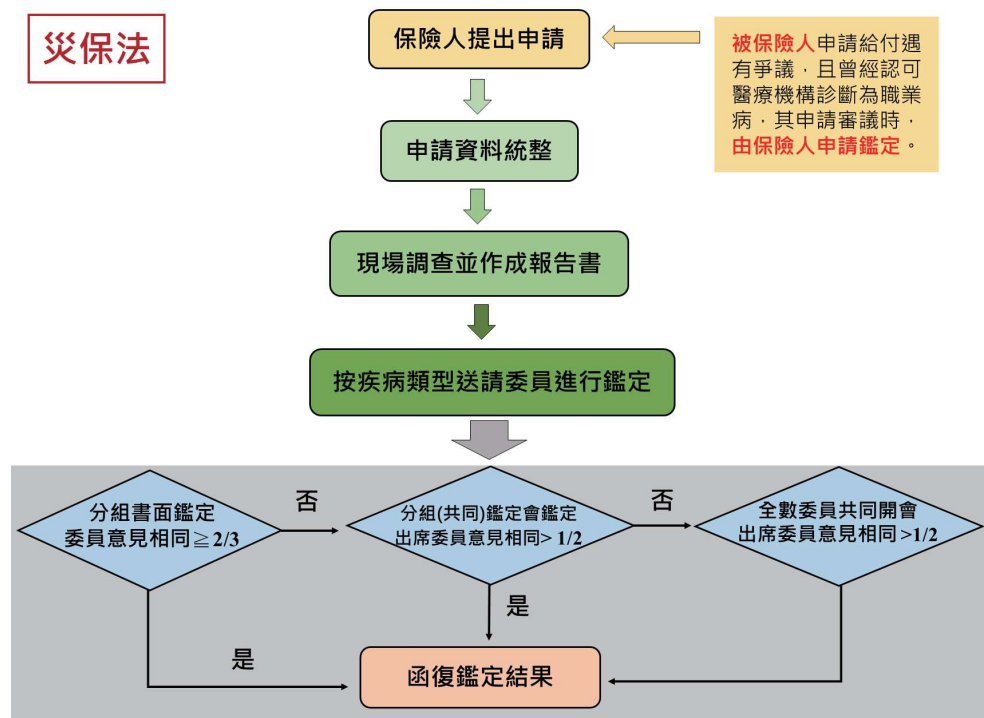 災保法
保險人提出申請
被保險人申請給付遇
有爭議，且曾經認可
醫療機構診斷為職業
病，其申請審議時，
由保險人申請鑑定。
申請資料統整
現場調查並作成報告書
按疾病類型送請委員進行鑑定
分組書面鑑定
委員意見相同≧2/3
否
分組(共同)鑑定會鑑定
出席委員意見相同> 1/2
否
全數委員共同開會
出席委員意見相同 >1/2
是
是
函復鑑定結果